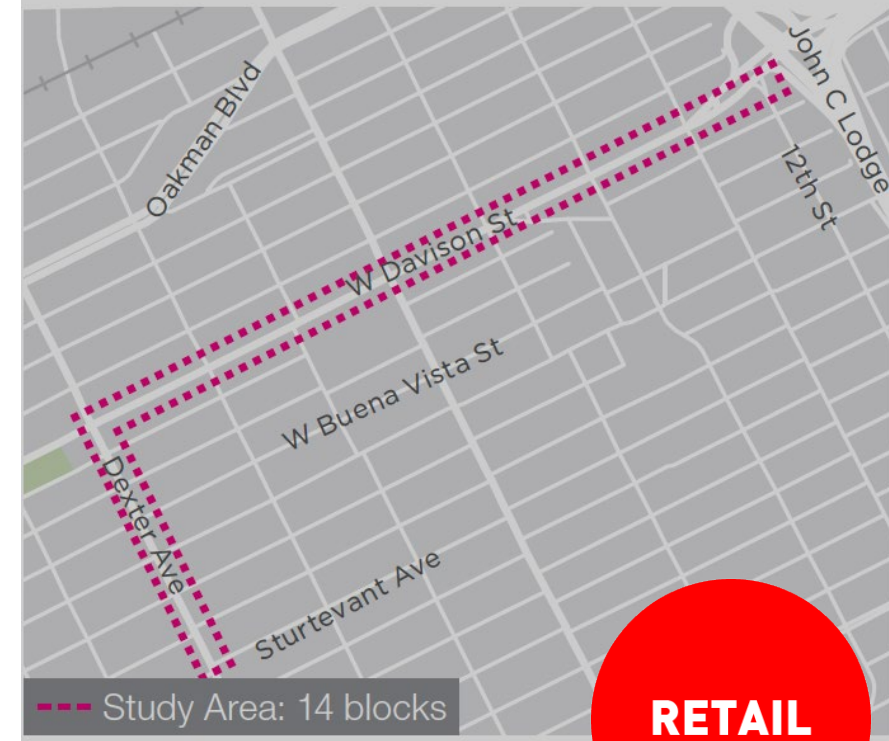 John C Lodge
Oakman Blvd
12th St
W Davison St
W Buena Vista St
Dexter Ave
Sturtevant Ave
Study Area: 14 blocks
RETAIL